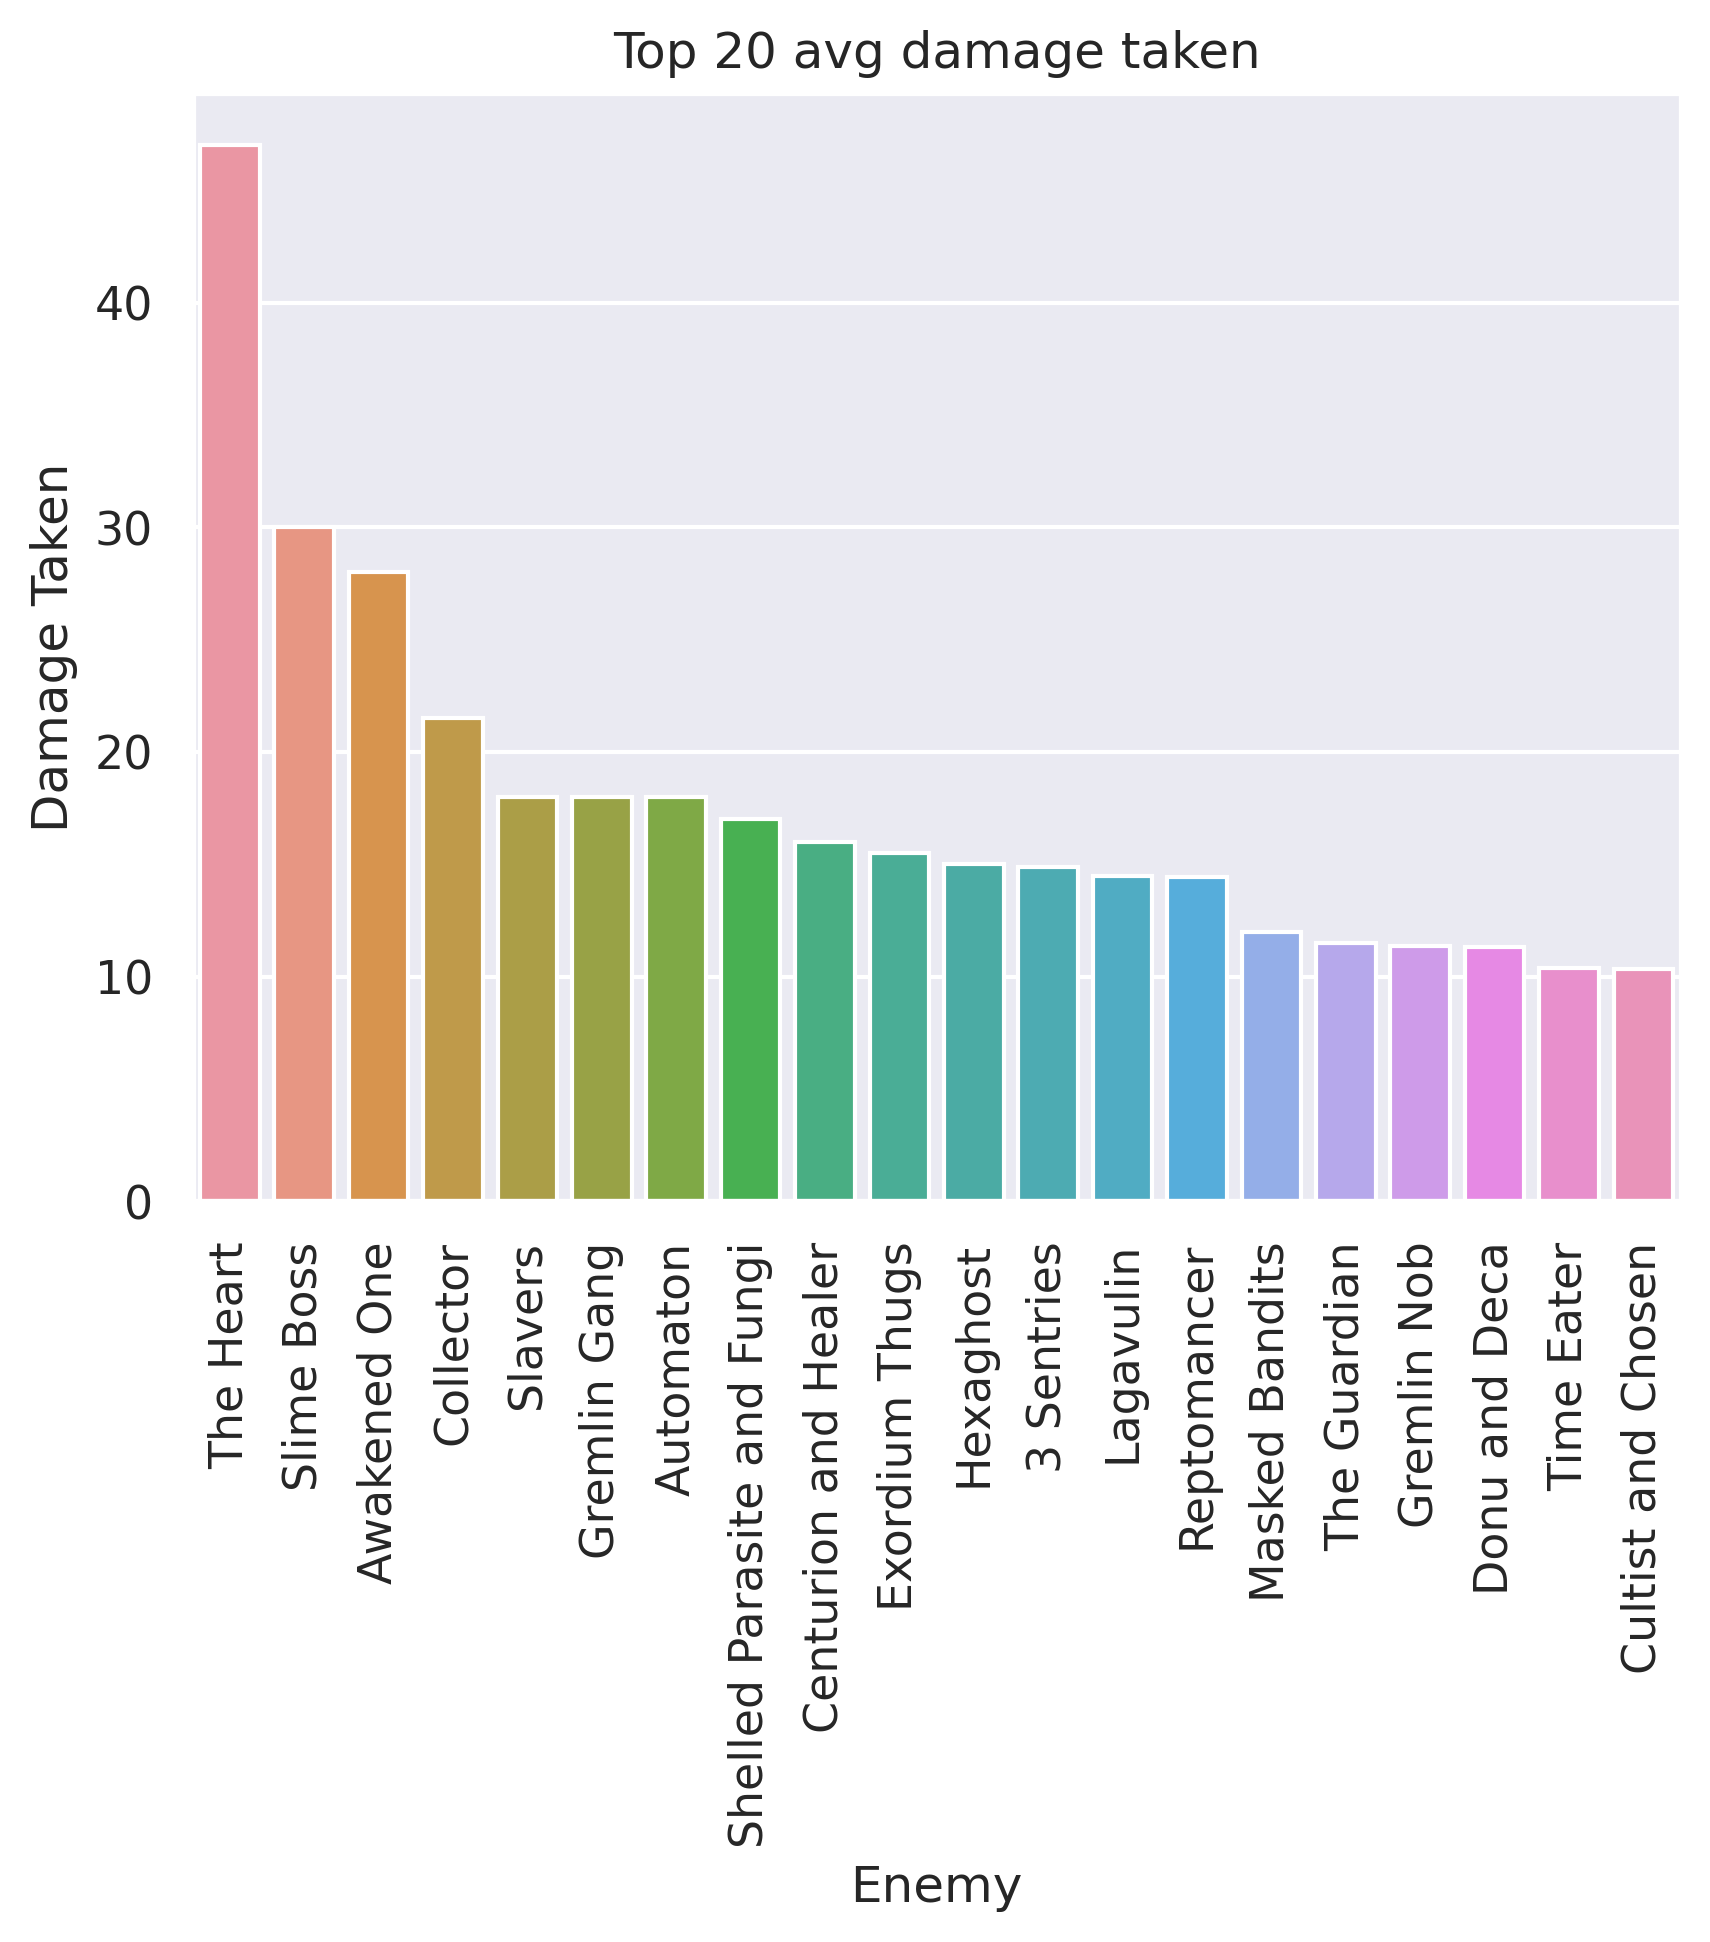 Top 20 avg damage taken
Damage Taken
40
30
20
10
0
The Heart
Slime Boss
Awakened One
Collector
Slavers
Gremlin Gang
Automaton
Shelled Parasite and Fungi
Centurion and Healer
Exordium Thugs
Hexaghost
3 Sentries
Lagavulin
Reptomancer
Masked Bandits
The Guardian
Gremlin Nob
Donu and Deca
Time Eater
Cultist and Chosen
Enemy